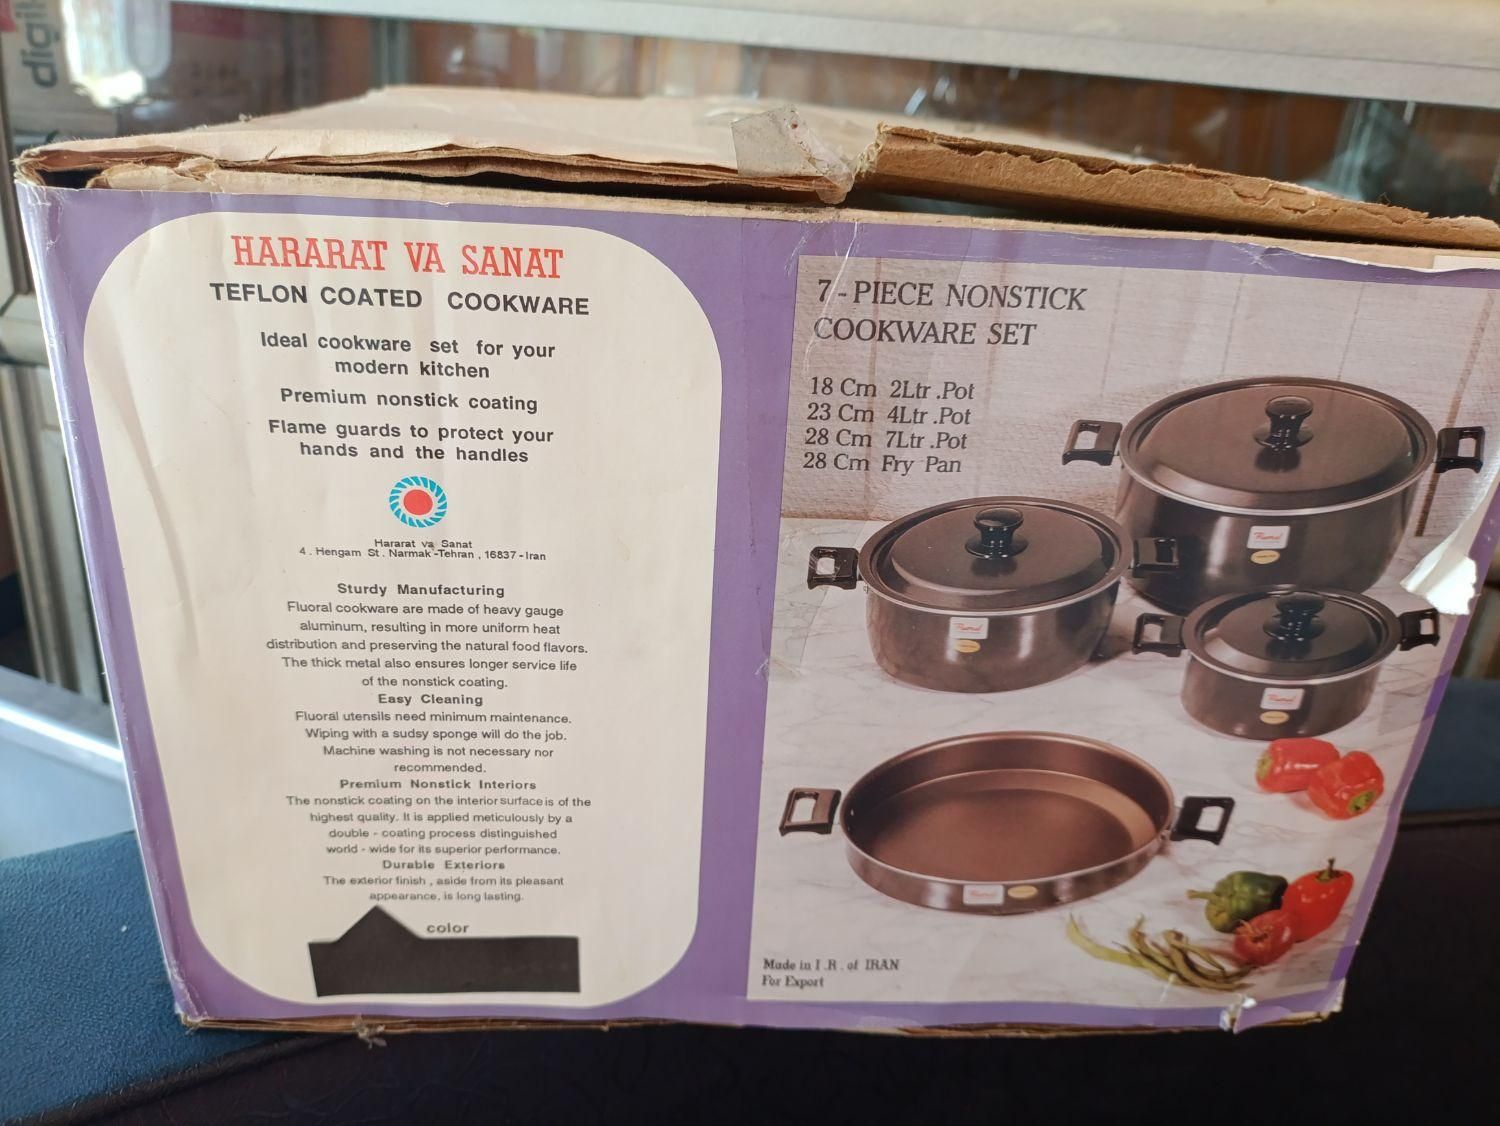 digi
HARARAT VA SANAT
TEFLON COATED COOKWARE
Ideal cookware set for your
modern kitchen
Premium nonstick coating
Flame guards to protect your
hands and the handles
Hararat va Sanat
4 . Hengam St . Narmak -Tehran , 16837 - Iran
Sturdy Manufacturing
Fluoral cookware are made of heavy gauge
aluminum, resulting in more uniform heat
distribution and preserving the natural food flavors.
The thick metal also ensures longer service life
of the nonstick coating.
Easy Cleaning
Fluoral utensils need minimum maintenance.
Wiping with a sudsy sponge will do the job.
Machine washing is not necessary nor
recommended.
Premium Nonstick Interiors
The nonstick coating on the interior surface is of the
highest quality. It is applied meticulously by a
double - coating process distinguished
world - wide for its superior performance.
Durable Exteriors
The exterior finish , aside from its pleasant
appearance, is long lasting.
color
7 - PIECE NONSTICK
COOKWARE SET
18 Cm 2Ltr .Pot
23 Cm 4Ltr .Pot
28 Cm 7Ltr .Pot
28 Cm Fry Pan
Made in I .R . of IRAN
For Export